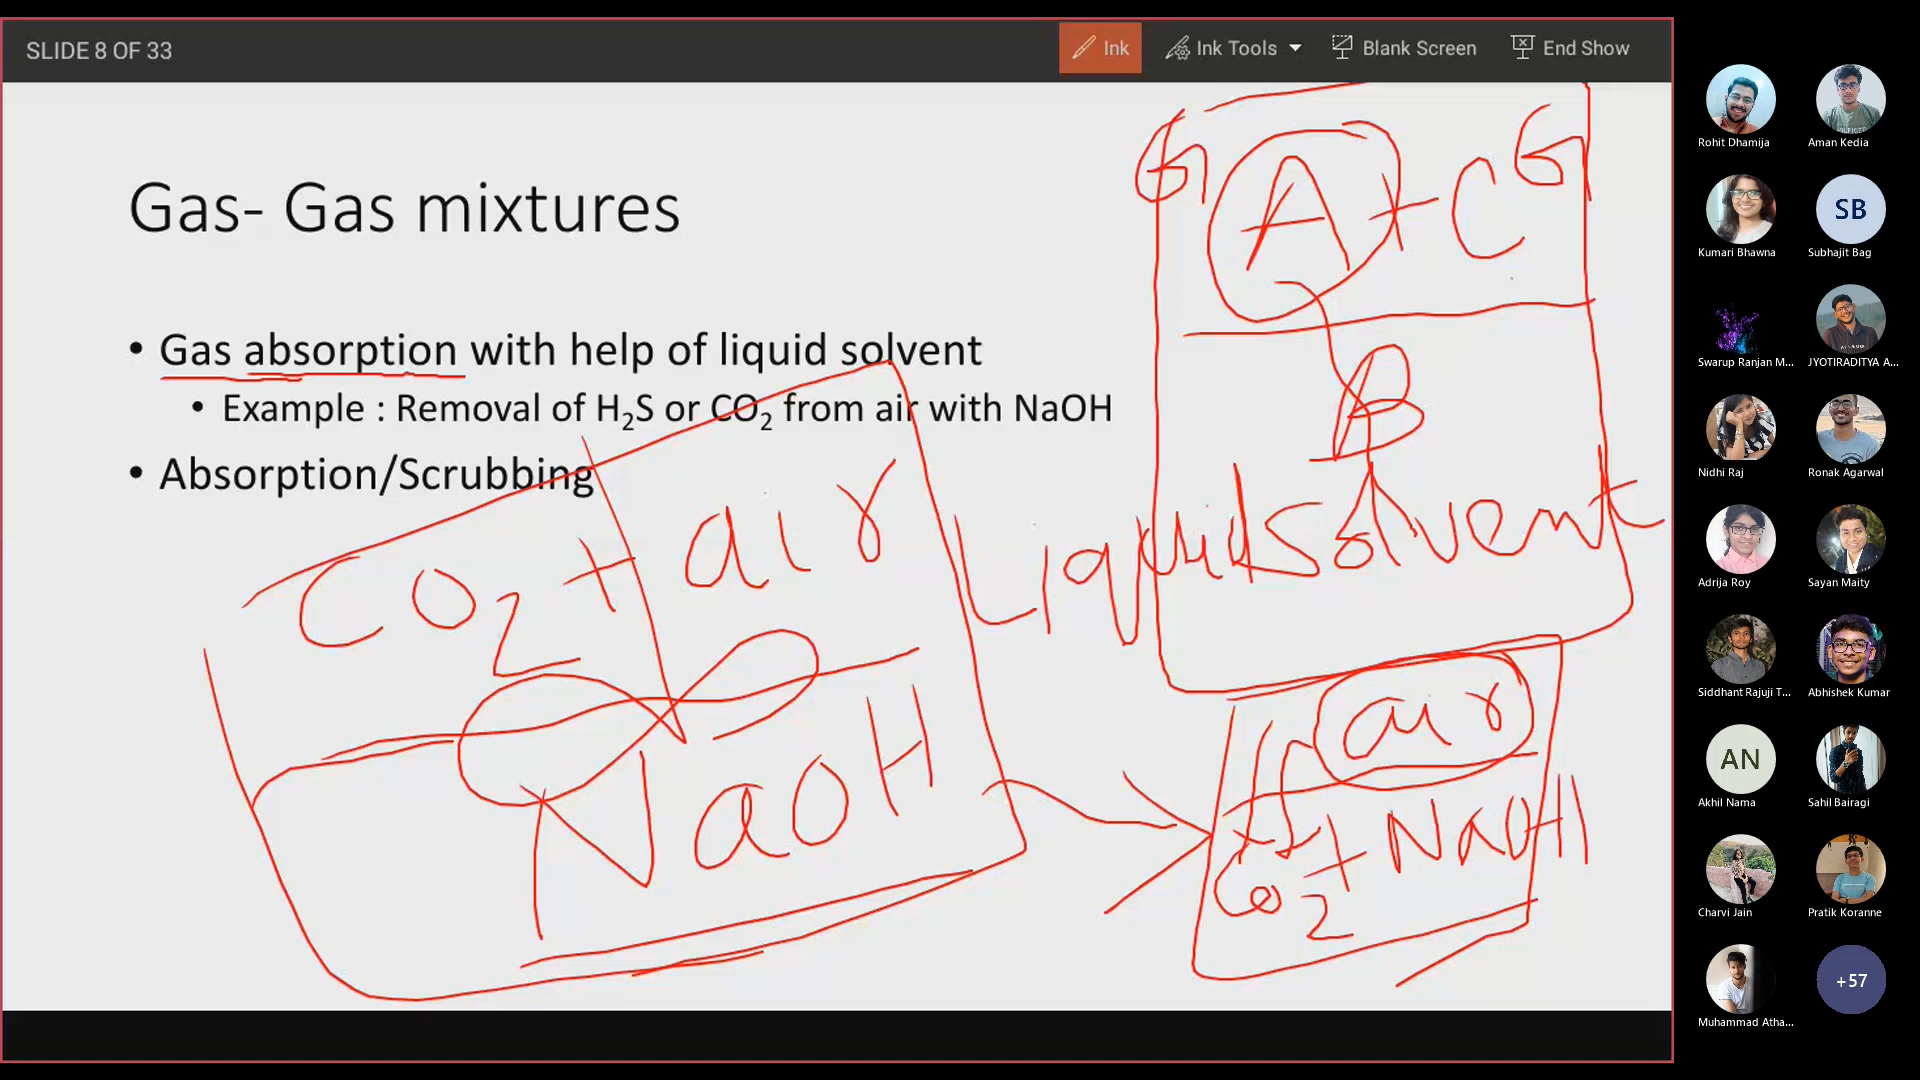 SLIDE 8 OF 33
Ink
Ink Tools
Blank Screen
End Show
Gas- Gas mixtures
• Gas absorption with help of liquid solvent
• Example : Removal of H₂S or CO₂ from air with NaOH
• Absorption/Scrubbing
G
G
A + C
B
Liquid Solvent
CO₂ + air
NaOH
air
CO₂ + NaOH
Rohit Dhamija
Aman Kedia
Kumari Bhawna
SB
Subhajit Bag
Swarup Ranjan M...
JYOTIRADITYA A...
Nidhi Raj
Ronak Agarwal
Adrija Roy
Sayan Maity
Siddhant Rajuji T...
Abhishek Kumar
AN
Akhil Nama
Sahil Bairagi
Charvi Jain
Pratik Koranne
Muhammad Atha...
+57